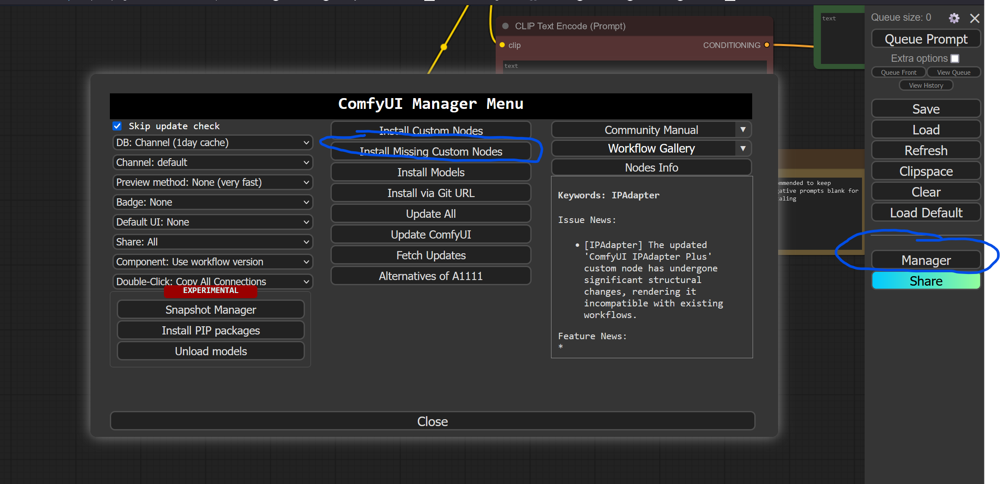 CLIP Text Encode (Prompt)
clip
CONDITIONING
text
text
Queue size: 0
Queue Prompt
Extra options
Queue Front
View Queue
View History
Save
Load
Refresh
Clipspace
Clear
Load Default
Manager
Share
ComfyUI Manager Menu
Skip update check
DB: Channel (1day cache)
Channel: default
Preview method: None (very fast)
Badge: None
Default UI: None
Share: All
Component: Use workflow version
Double-Click: Copy All Connections
EXPERIMENTAL
Snapshot Manager
Install PIP packages
Unload models
Install Custom Nodes
Install Missing Custom Nodes
Install Models
Install via Git URL
Update All
Update ComfyUI
Fetch Updates
Alternatives of A1111
Community Manual
Workflow Gallery
Nodes Info
Keywords: IPAdapter
Issue News:
• [IPAdapter] The updated
'ComfyUI IPAdapter Plus'
custom node has undergone
significant structural
changes, rendering it
incompatible with existing
workflows.
Feature News:
*
mmended to keep
ative prompts blank for
aling
Close